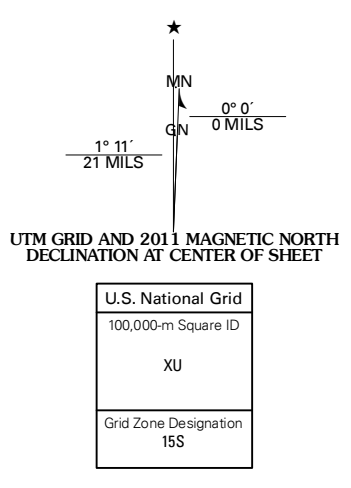 ★
MN
0° 0´
0 MILS
GN
1° 11´
21 MILS
UTM GRID AND 2011 MAGNETIC NORTH
DECLINATION AT CENTER OF SHEET
U.S. National Grid
100,000-m Square ID
XU
Grid Zone Designation
15S